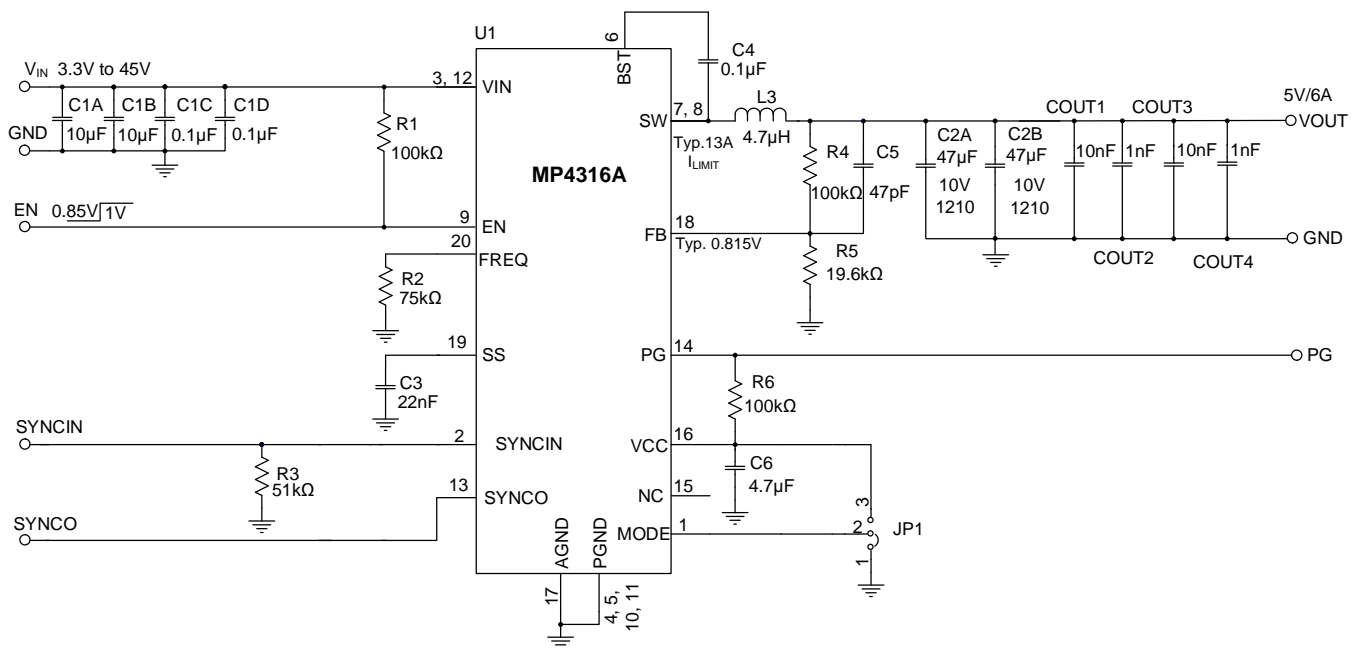 U1
V_IN 3.3V to 45V
C1A
10µF
C1B
10µF
C1C
0.1µF
C1D
0.1µF
GND
R1
100kΩ
EN 0.85V 1V
3, 12
VIN
9
EN
20
FREQ
R2
75kΩ
19
SS
C3
22nF
SYNCIN
2
SYNCIN
R3
51kΩ
13
SYNCO
SYNCO
MP4316A
6
BST
C4
0.1µF
SW
7, 8
Typ.13A
I_LIMIT
L3
4.7µH
R4
100kΩ
C5
47pF
C2A
47µF
10V
1210
C2B
47µF
10V
1210
COUT1
10nF
1nF
COUT2
COUT3
10nF
1nF
COUT4
5V/6A
VOUT
GND
FB
18
Typ. 0.815V
R5
19.6kΩ
PG
14
PG
R6
100kΩ
VCC
16
C6
4.7µF
NC
15
MODE
1
3
2
1
JP1
AGND
PGND
17
4, 5,
10, 11